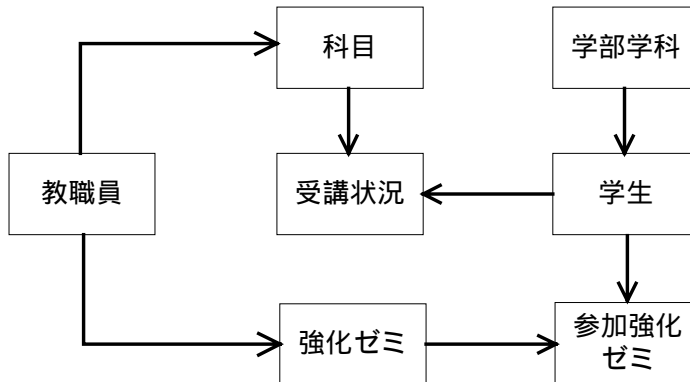 科目
学部学科
教職員
受講状況
学生
強化ゼミ
参加強化
ゼミ